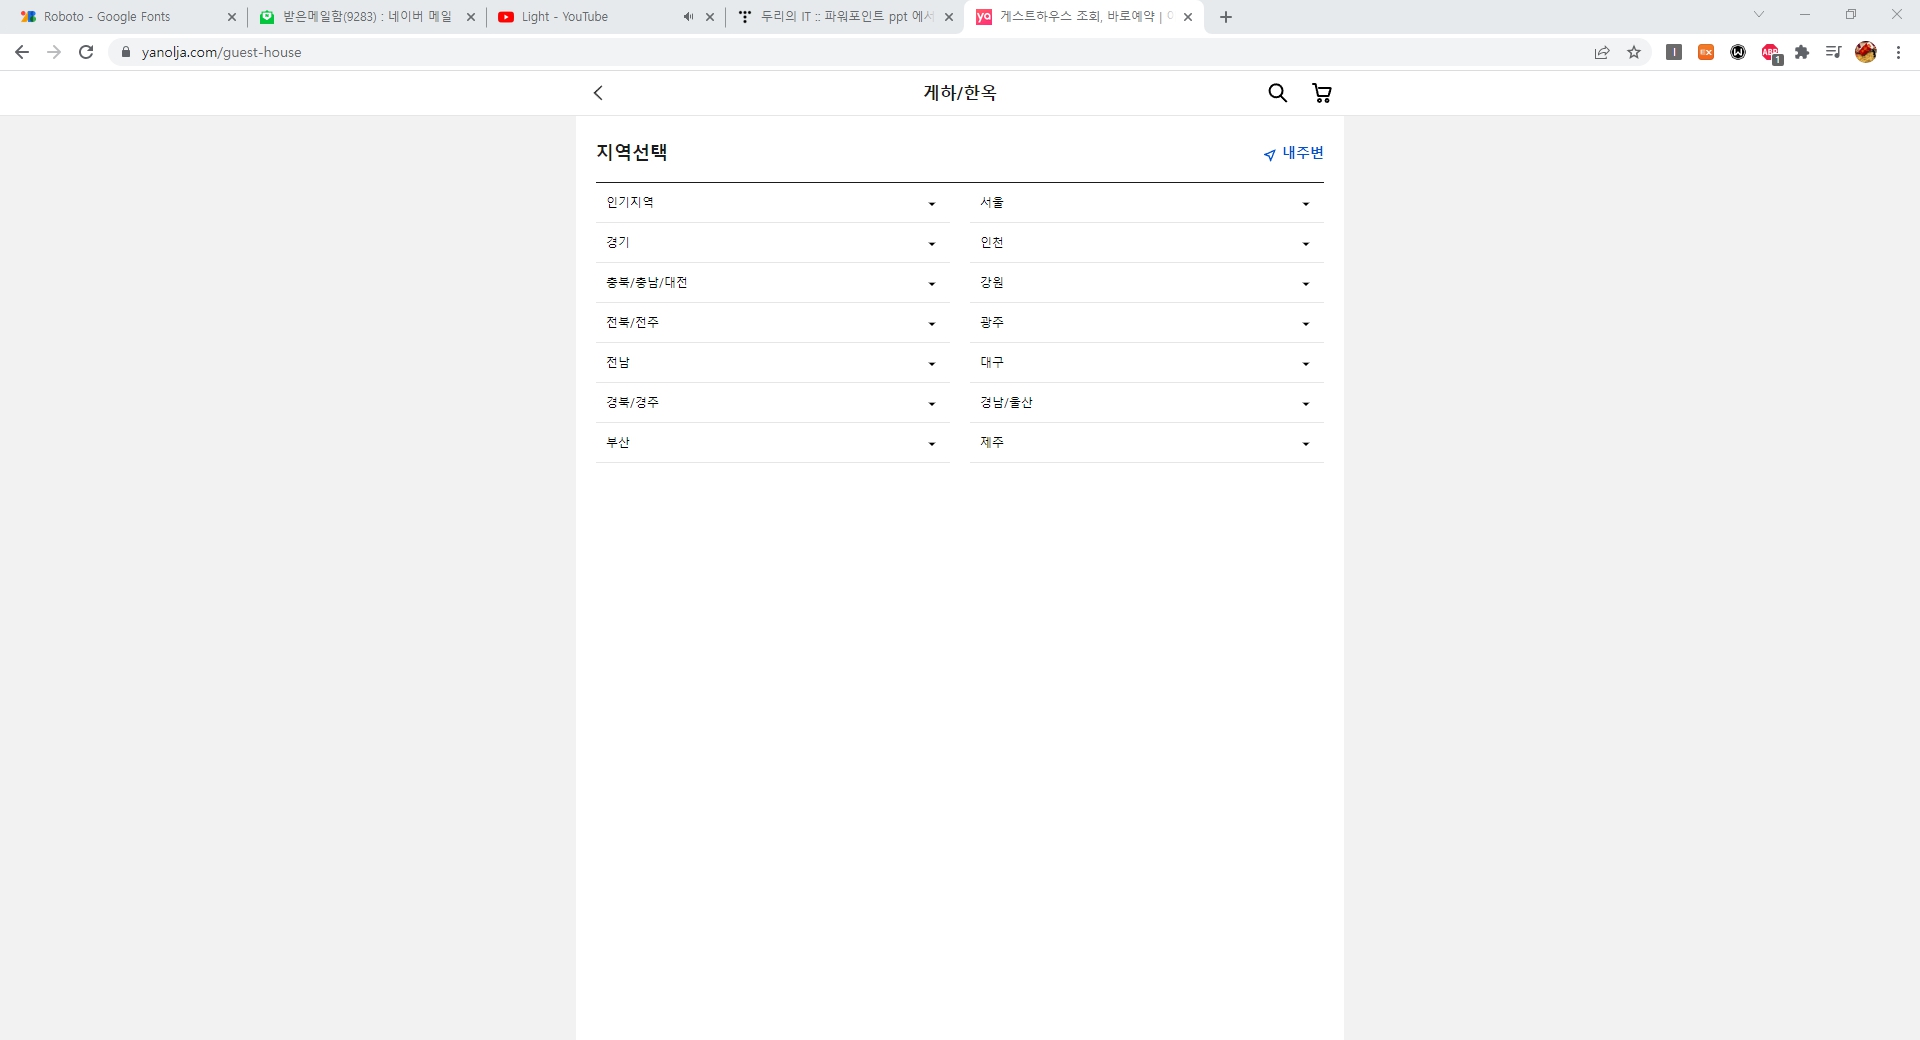 Roboto - Google Fonts
받은메일함(9283) : 네이버 메일
Light - YouTube
두리의 IT :: 파워포인트 ppt 에서
ya 게스트하우스 조회, 바로예약 |
yanolja.com/guest-house
I
EX
W
ABP
1
게하/한옥
지역선택
내주변
인기지역
서울
경기
인천
충북/충남/대전
강원
전북/전주
광주
전남
대구
경북/경주
경남/울산
부산
제주